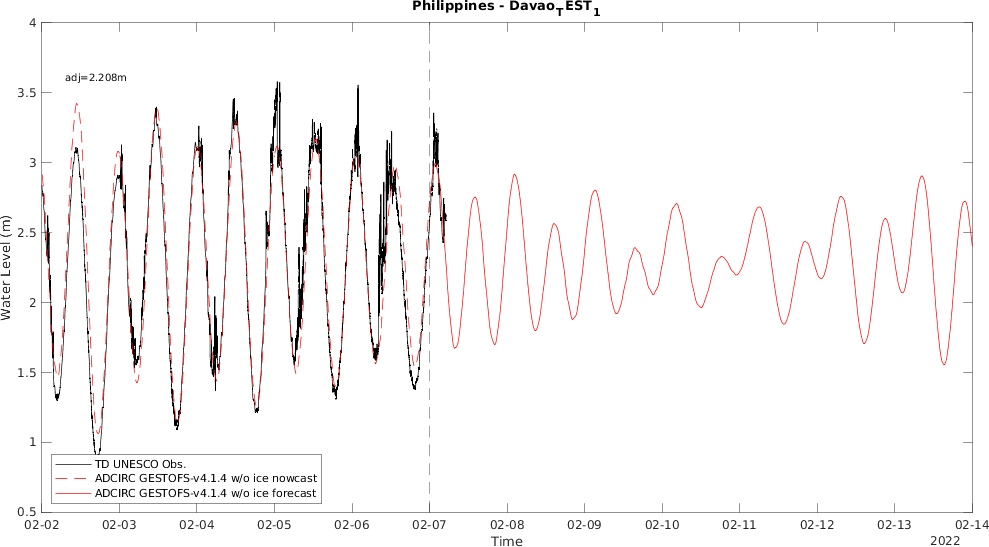 Philippines - Davao_TEST_1
4
adj=2.208m
3.5
3
2.5
2
1.5
1
0.5
Water Level (m)
TD UNESCO Obs.
ADCIRC GESTOFS-v4.1.4 w/o ice nowcast
ADCIRC GESTOFS-v4.1.4 w/o ice forecast
02-02 02-03 02-04 02-05 02-06 02-07 02-08 02-09 02-10 02-11 02-12 02-13 02-14
Time
2022